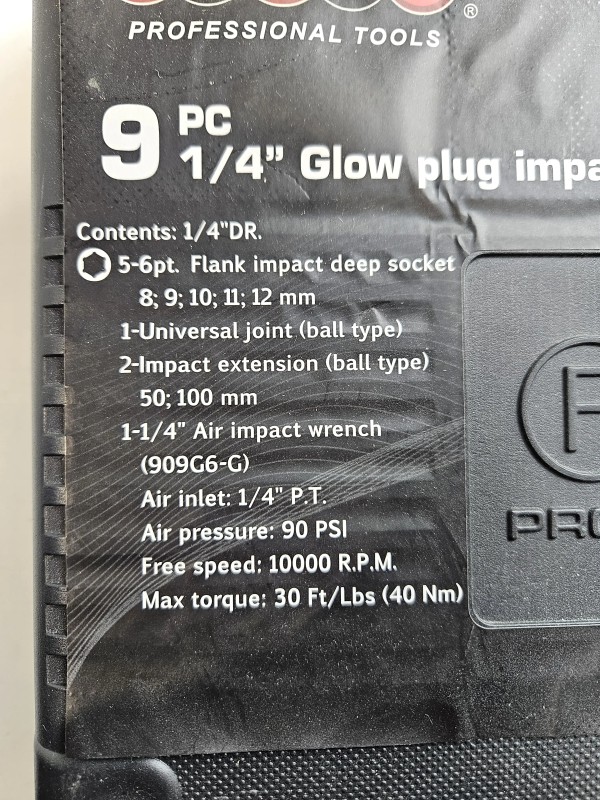 ®
PROFESSIONAL TOOLS
9 PC
1/4" Glow plug impa
Contents: 1/4"DR.
5-6pt. Flank impact deep socket
8; 9; 10; 11; 12 mm
1-Universal joint (ball type)
2-Impact extension (ball type)
50; 100 mm
1-1/4" Air impact wrench
(909G6-G)
Air inlet: 1/4" P.T.
Air pressure: 90 PSI
Free speed: 10000 R.P.M.
Max torque: 30 Ft/Lbs (40 Nm)